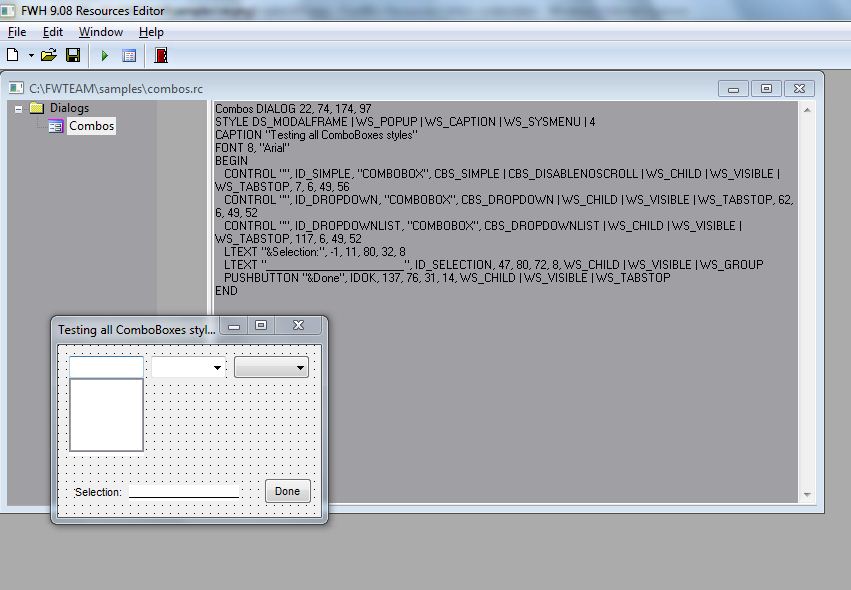 FWH 9.08 Resources Editor
File Edit Window Help
C:\FWTEAM\samples\combos.rc
Dialogs
Combos
Combos DIALOG 22, 74, 174, 97
STYLE DS_MODALFRAME | WS_POPUP | WS_CAPTION | WS_SYSMENU | 4
CAPTION "Testing all ComboBoxes styles"
FONT 8, "Arial"
BEGIN
CONTROL "", ID_SIMPLE, "COMBOBOX", CBS_SIMPLE | CBS_DISABLENOSCROLL | WS_CHILD | WS_VISIBLE |
WS_TABSTOP, 7, 6, 49, 56
CONTROL "", ID_DROPDOWN, "COMBOBOX", CBS_DROPDOWN | WS_CHILD | WS_VISIBLE | WS_TABSTOP, 62,
6, 49, 52
CONTROL "", ID_DROPDOWNLIST, "COMBOBOX", CBS_DROPDOWNLIST | WS_CHILD | WS_VISIBLE |
WS_TABSTOP, 117, 6, 49, 52
LTEXT "&Selection:", -1, 11, 80, 32, 8
LTEXT "______________________", ID_SELECTION, 47, 80, 72, 8, WS_CHILD | WS_VISIBLE | WS_GROUP
PUSHBUTTON "&Done", IDOK, 137, 76, 31, 14, WS_CHILD | WS_VISIBLE | WS_TABSTOP
END
Testing all ComboBoxes styl...
Selection: ______________________
Done